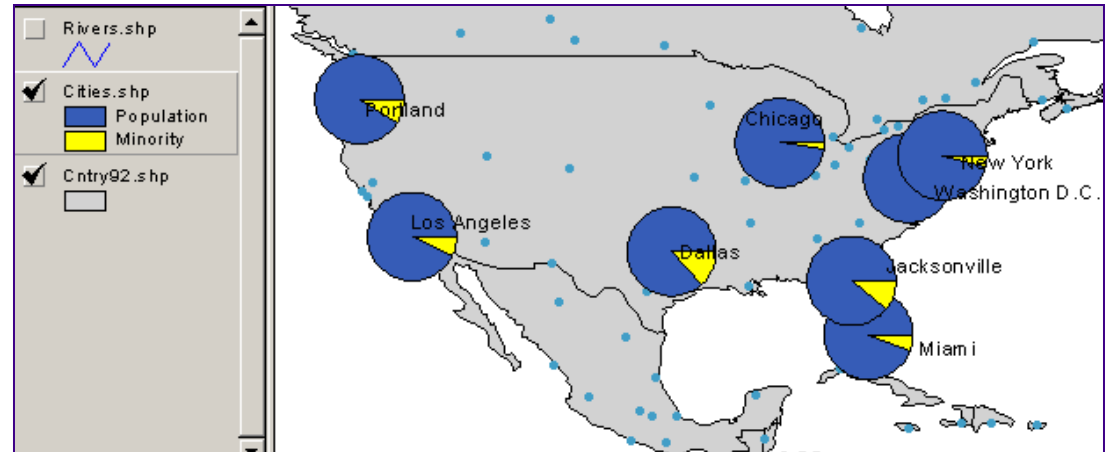 Rivers.shp
Cities.shp
Population
Minority
Cntry92.shp
Portland
Chicago
New York
Washington D.C.
Los Angeles
Dallas
Jacksonville
Miami